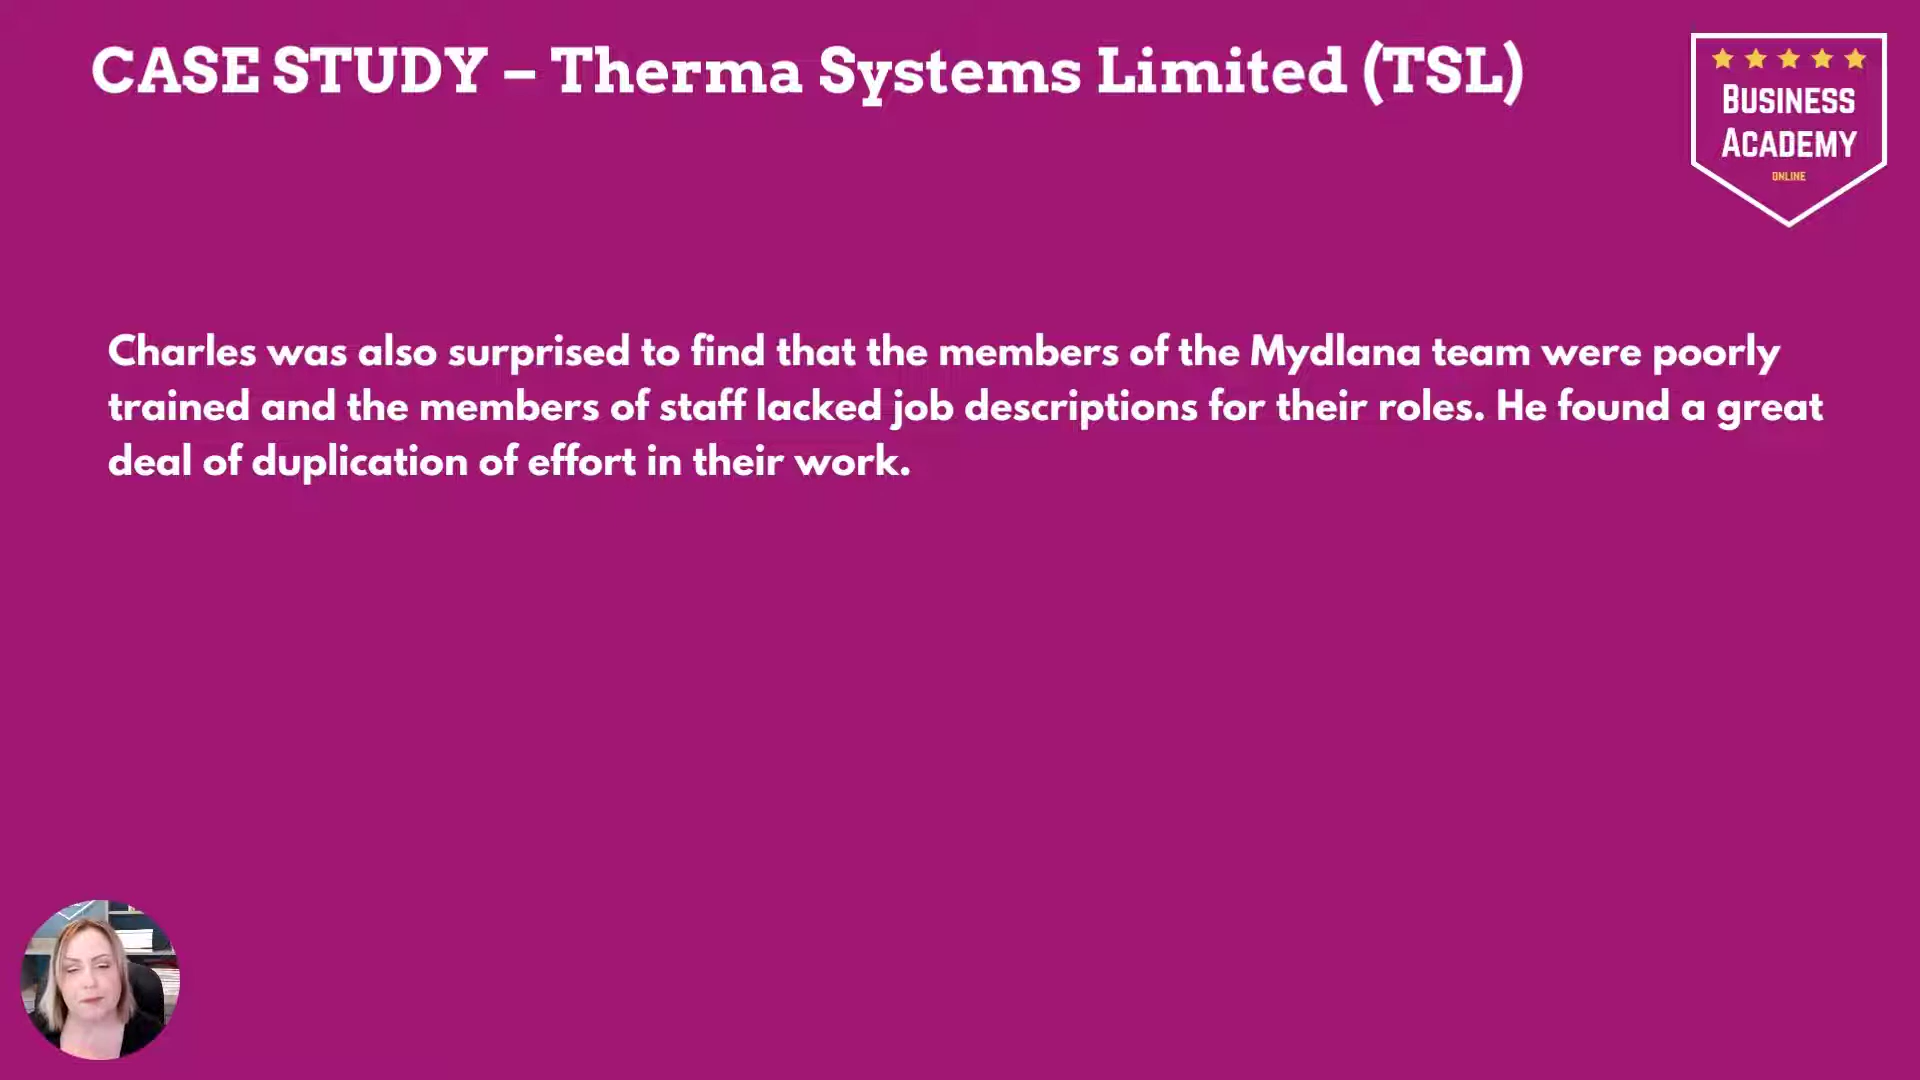 CASE STUDY – Therma Systems Limited (TSL)
BUSINESS
ACADEMY
ONLINE
Charles was also surprised to find that the members of the Mydlana team were poorly
trained and the members of staff lacked job descriptions for their roles. He found a great
deal of duplication of effort in their work.